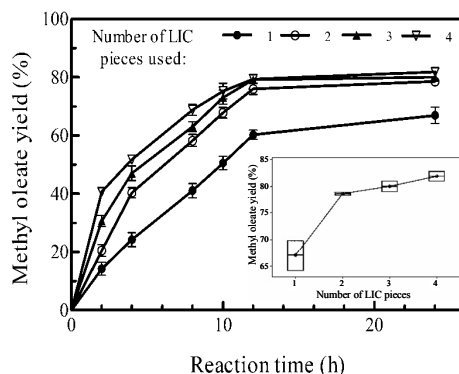 Number of LIC 1 2 3 4
pieces used:
100
80
60
40
20
0
Methyl oleate yield (%)
0 10 20
Reaction time (h)
85
80
75
70
65
Methyl oleate yield (%)
1 2 3 4
Number of LIC pieces